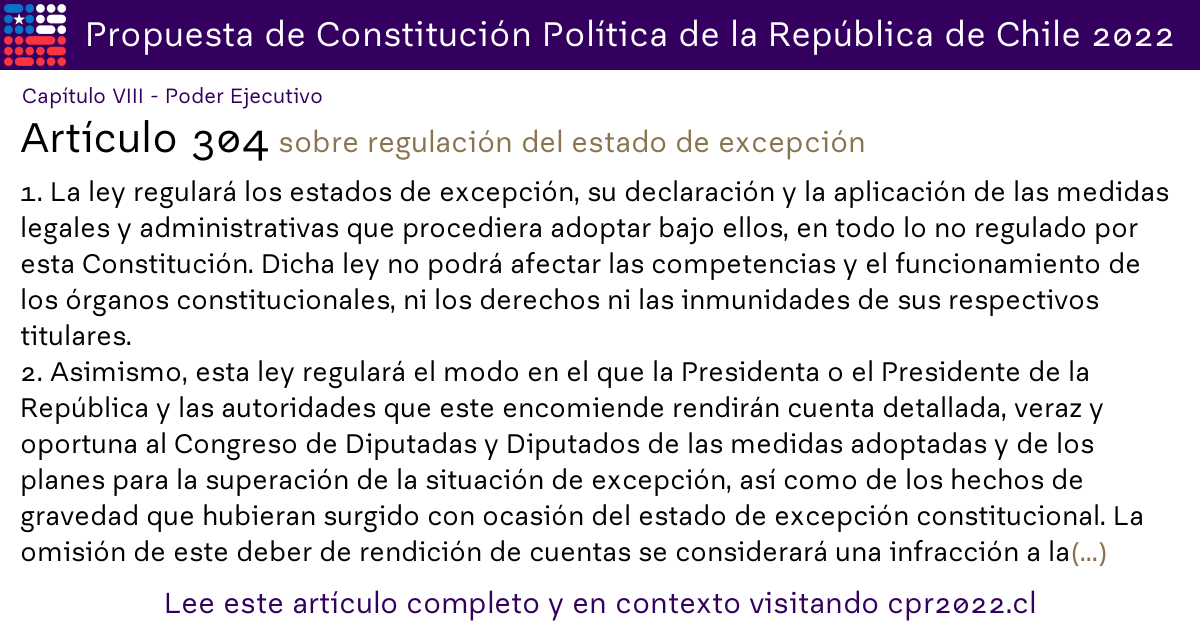 Propuesta de Constitución Política de la República de Chile 2022
Capítulo VIII - Poder Ejecutivo
Artículo 304 sobre regulación del estado de excepción
1. La ley regulará los estados de excepción, su declaración y la aplicación de las medidas
legales y administrativas que procediera adoptar bajo ellos, en todo lo no regulado por
esta Constitución. Dicha ley no podrá afectar las competencias y el funcionamiento de
los órganos constitucionales, ni los derechos ni las inmunidades de sus respectivos
titulares.
2. Asimismo, esta ley regulará el modo en el que la Presidenta o el Presidente de la
República y las autoridades que este encomiende rendirán cuenta detallada, veraz y
oportuna al Congreso de Diputadas y Diputados de las medidas adoptadas y de los
planes para la superación de la situación de excepción, así como de los hechos de
gravedad que hubieran surgido con ocasión del estado de excepción constitucional. La
omisión de este deber de rendición de cuentas se considerará una infracción a la(...)
Lee este artículo completo y en contexto visitando cpr2022.cl